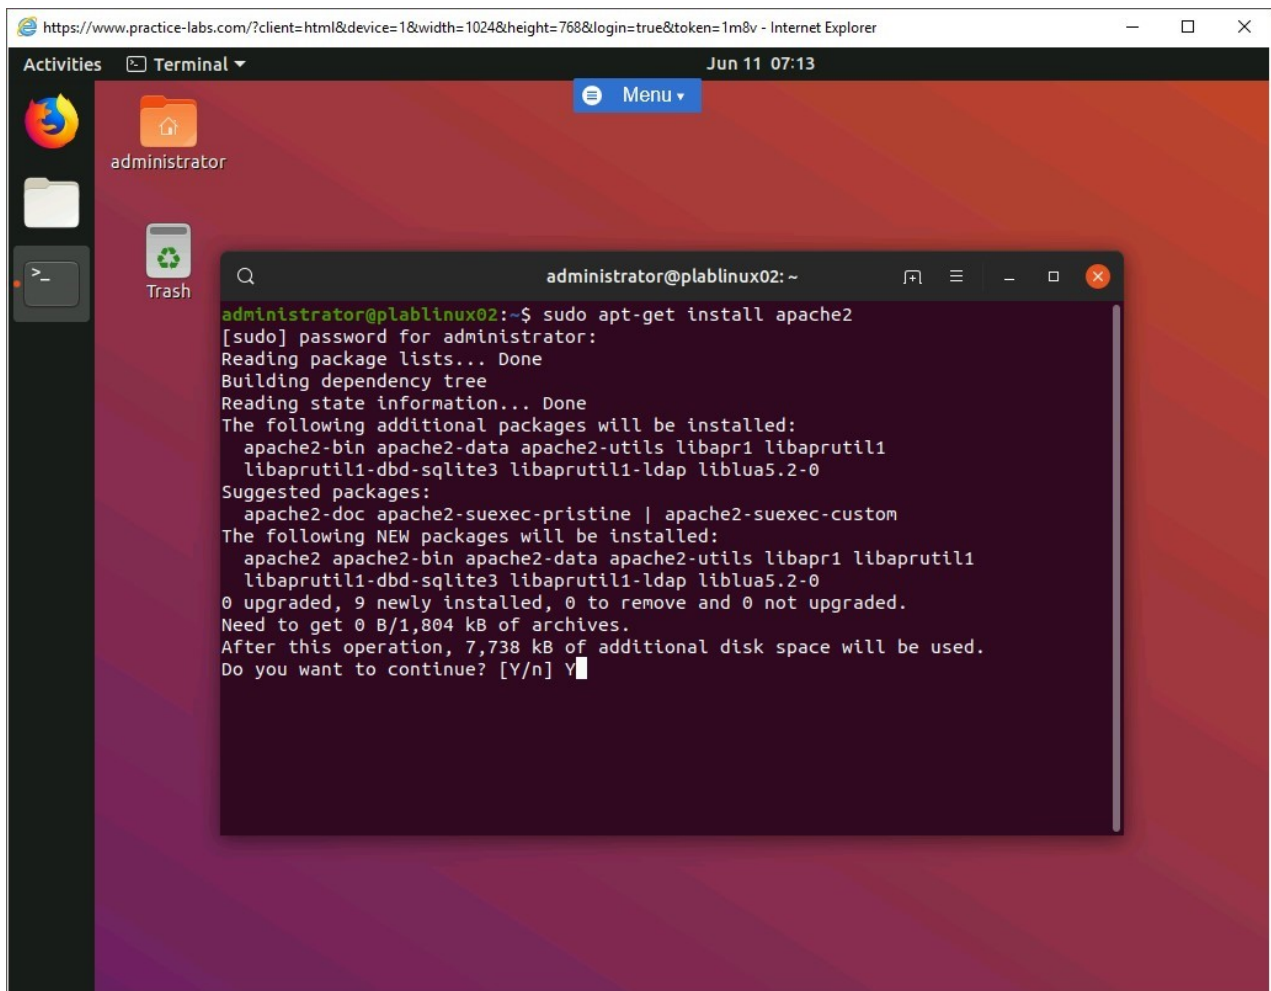 https://www.practice-labs.com/?client=html&device=1&width=1024&height=768&login=true&token=1m8v - Internet Explorer
Activities Terminal Jun 11 07:13
Menu
administrator
Trash
>_
administrator@plablinux02: ~
administrator@plablinux02:~$ sudo apt-get install apache2
[sudo] password for administrator:
Reading package lists... Done
Building dependency tree
Reading state information... Done
The following additional packages will be installed:
  apache2-bin apache2-data apache2-utils libapr1 libaprutil1
  libaprutil1-dbd-sqlite3 libaprutil1-ldap liblua5.2-0
Suggested packages:
  apache2-doc apache2-suexec-pristine | apache2-suexec-custom
The following NEW packages will be installed:
  apache2 apache2-bin apache2-data apache2-utils libapr1 libaprutil1
  libaprutil1-dbd-sqlite3 libaprutil1-ldap liblua5.2-0
0 upgraded, 9 newly installed, 0 to remove and 0 not upgraded.
Need to get 0 B/1,804 kB of archives.
After this operation, 7,738 kB of additional disk space will be used.
Do you want to continue? [Y/n] Y